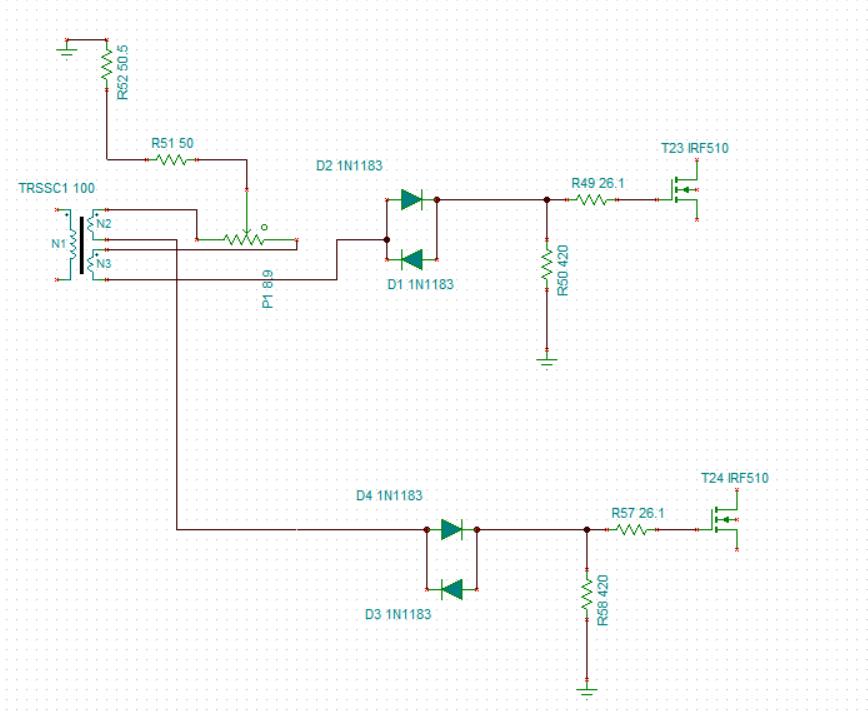 R52 50.5
R51 50
TRSSC1 100
N1
N2
N3
P1 8.9
D2 1N1183
D1 1N1183
R49 26.1
T23 IRF510
R50 420
D4 1N1183
D3 1N1183
R57 26.1
T24 IRF510
R58 420